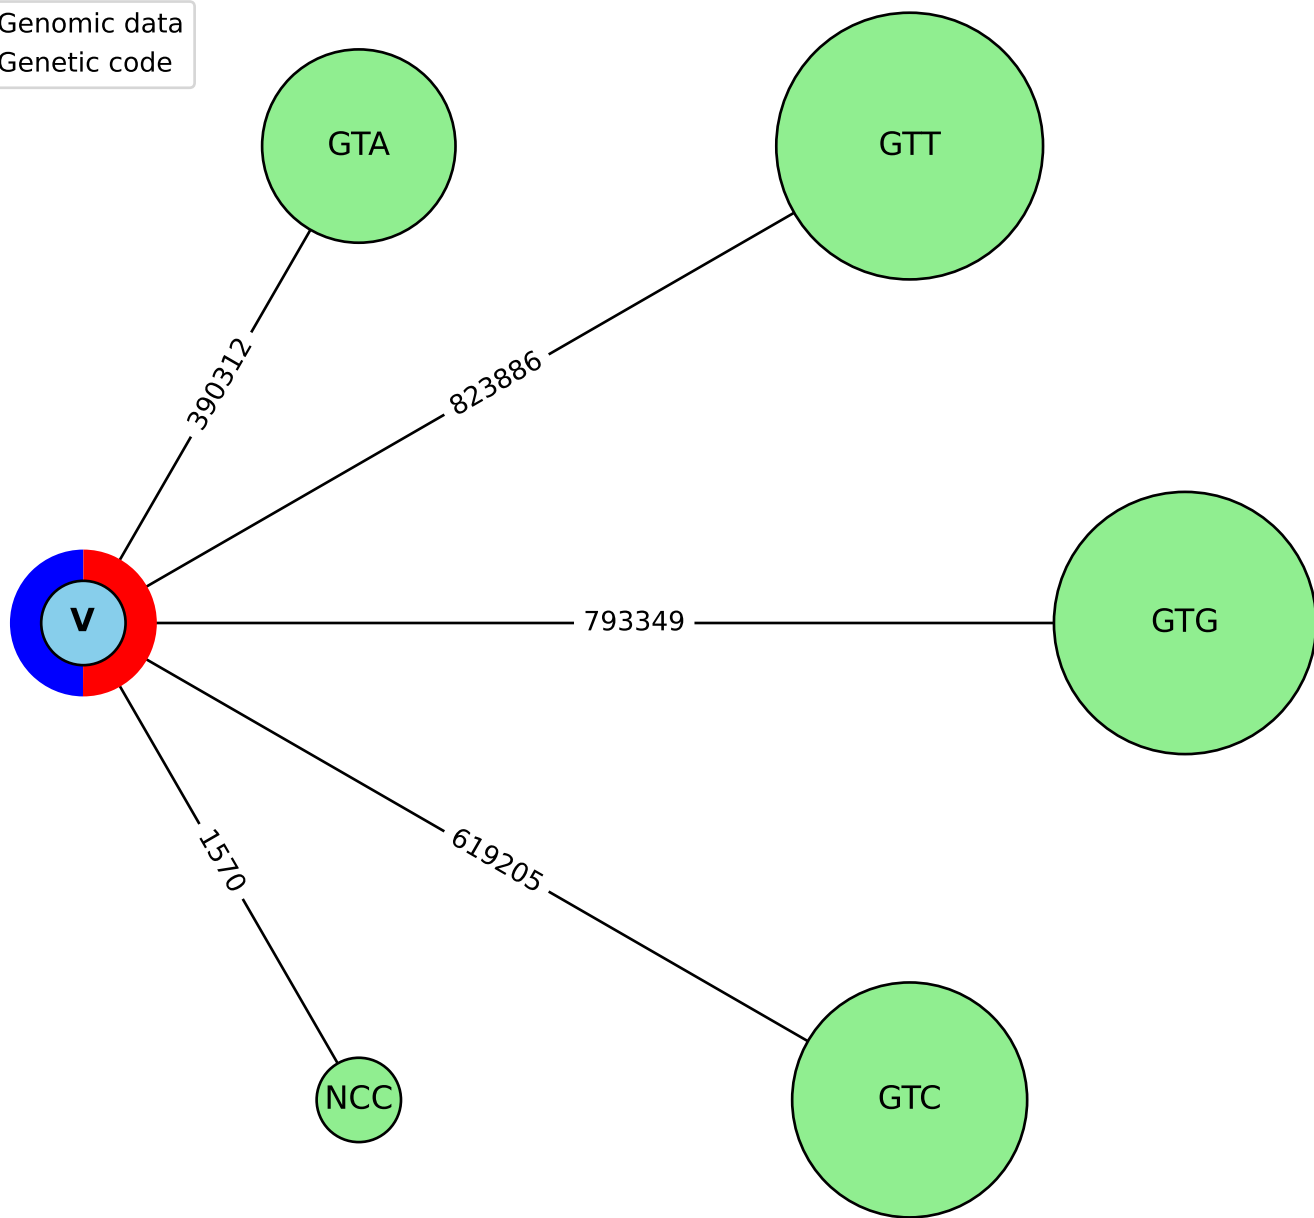 Genomic data
Genetic code
GTA
GTT
390312
823886
V
793349
GTG
1570
619205
NCC
GTC